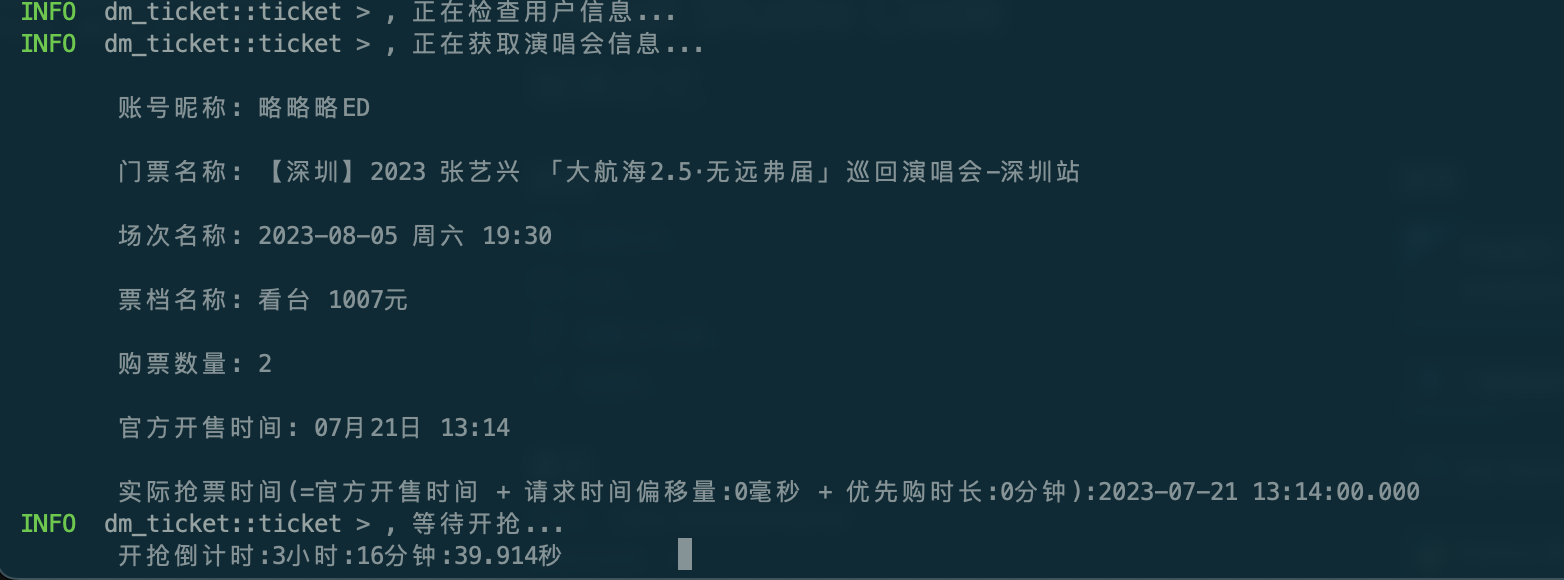 INFO dm_ticket::ticket > , 正在检查用户信息...
INFO dm_ticket::ticket > , 正在获取演唱会信息...
账号昵称: 略略略ED
门票名称: 【深圳】2023 张艺兴 「大航海2.5·无远弗届」巡回演唱会-深圳站
场次名称: 2023-08-05 周六 19:30
票档名称: 看台 1007元
购票数量: 2
官方开售时间: 07月21日 13:14
实际抢票时间(=官方开售时间 + 请求时间偏移量:0毫秒 + 优先购时长:0分钟):2023-07-21 13:14:00.000
INFO dm_ticket::ticket > , 等待开抢...
开抢倒计时:3小时:16分钟:39.914秒